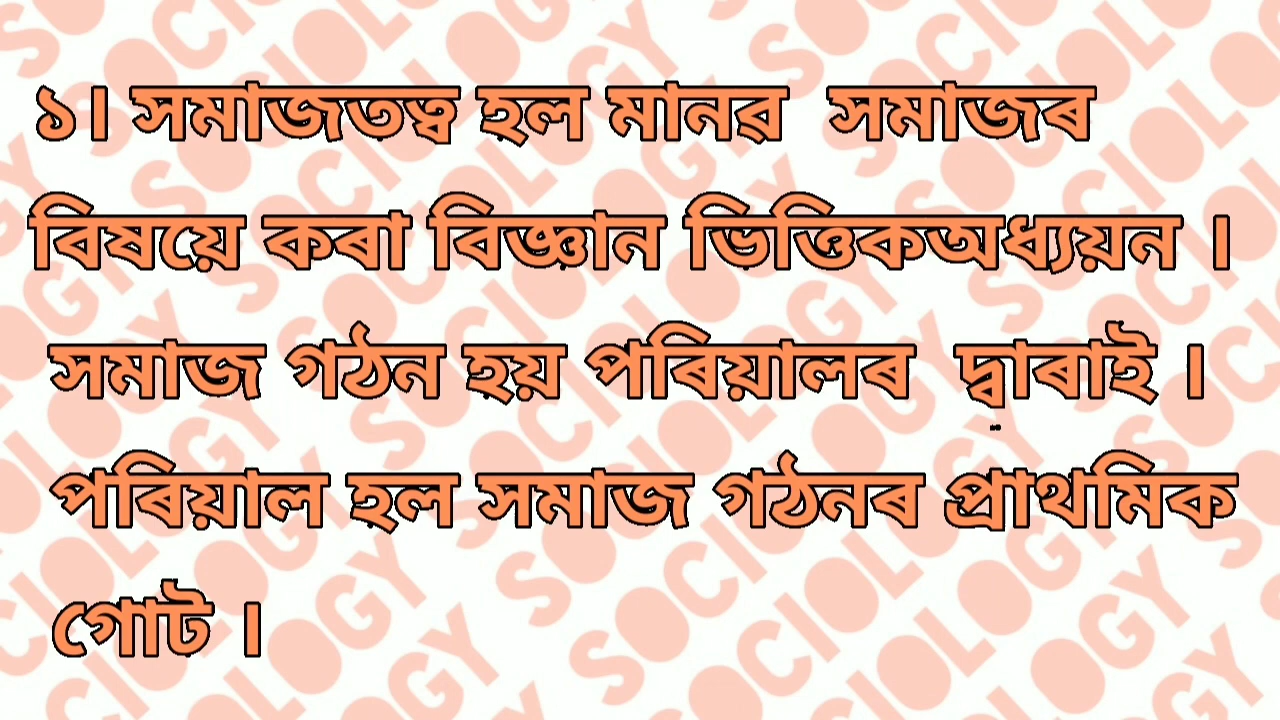 ১। সমাজতত্ব হল মানৱ সমাজৰ
বিষয়ে কৰা বিজ্ঞান ভিত্তিকঅধ্যয়ন ।
সমাজ গঠন হয় পৰিয়ালৰ দ্বাৰাই ।
পৰিয়াল হল সমাজ গঠনৰ প্ৰাথমিক
গোট ।
SOCIOLOGY